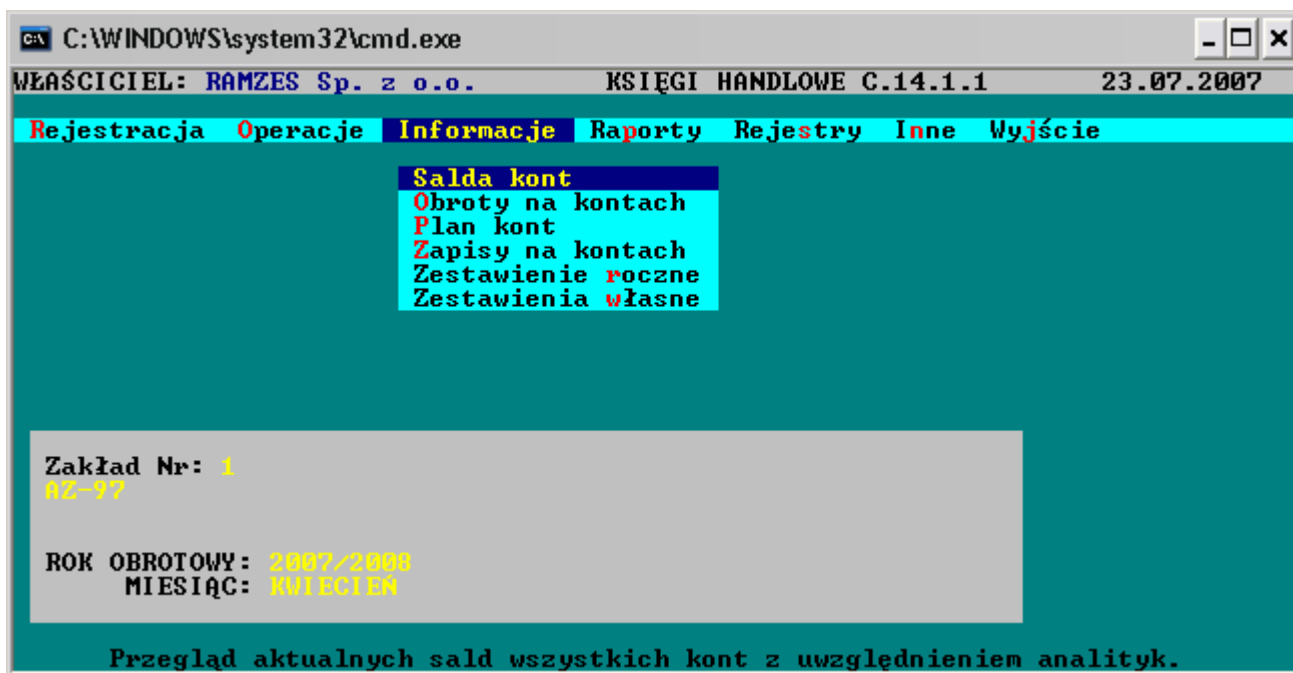 C:\WINDOWS\system32\cmd.exe
WŁAŚCICIEL: RAMZES Sp. z o.o. KSIĘGI HANDLOWE C.14.1.1 23.07.2007
Rejestracja Operacje Informacje Raporty Rejestry Inne Wyjście
Salda kont
Obroty na kontach
Plan kont
Zapisy na kontach
Zestawienie roczne
Zestawienia własne
Zakład Nr: 1
AZ-97
ROK OBROTOWY: 2007/2008
MIESIĄC: KWIECIEŃ
Przegląd aktualnych sald wszystkich kont z uwzględnieniem analityk.